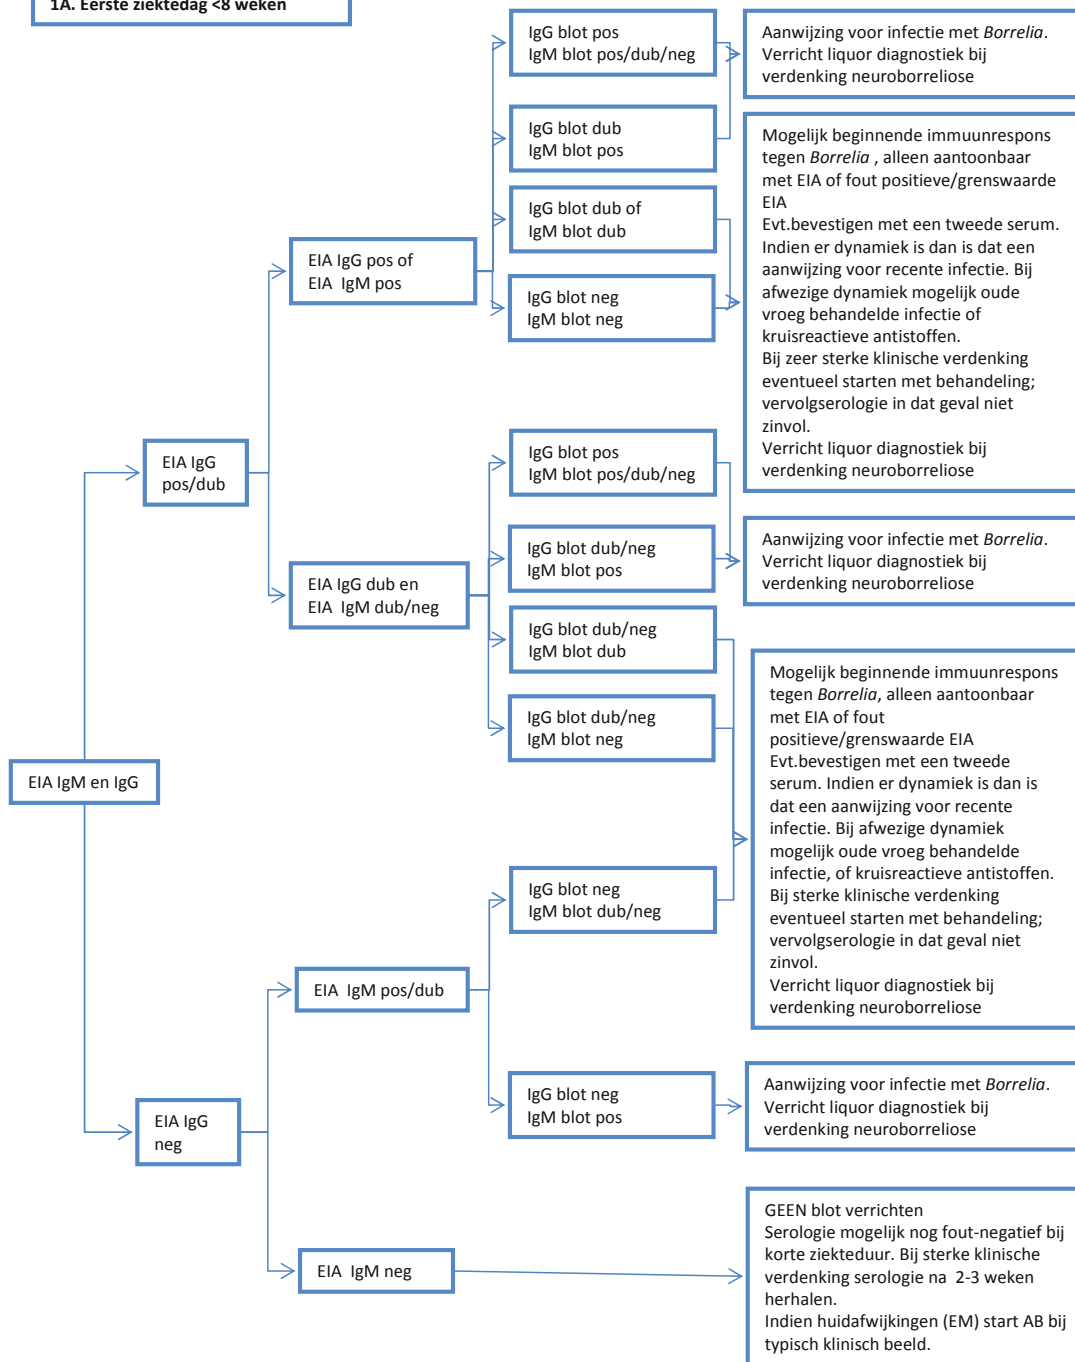 1A. Eerste ziektedag <8 weken
IgG blot pos
IgM blot pos/dub/neg
Aanwijzing voor infectie met Borrelia.
Verricht liquor diagnostiek bij
verdenking neuroborreliose
IgG blot dub
IgM blot pos
Mogelijk beginnende immuunrespons
tegen Borrelia , alleen aantoonbaar
met EIA of fout positieve/grenswaarde
EIA
Evt.bevestigen met een tweede serum.
Indien er dynamiek is dan is dat een
aanwijzing voor recente infectie. Bij
afwezige dynamiek mogelijk oude
vroeg behandelde infectie of
kruisreactieve antistoffen.
Bij zeer sterke klinische verdenking
eventueel starten met behandeling;
vervolgserologie in dat geval niet
zinvol.
Verricht liquor diagnostiek bij
verdenking neuroborreliose
IgG blot dub of
IgM blot dub
EIA IgG pos of
EIA IgM pos
IgG blot neg
IgM blot neg
EIA IgG
pos/dub
IgG blot pos
IgM blot pos/dub/neg
Aanwijzing voor infectie met Borrelia.
Verricht liquor diagnostiek bij
verdenking neuroborreliose
IgG blot dub/neg
IgM blot pos
EIA IgG dub en
EIA IgM dub/neg
IgG blot dub/neg
IgM blot dub
IgG blot dub/neg
IgM blot neg
Mogelijk beginnende immuunrespons
tegen Borrelia, alleen aantoonbaar
met EIA of fout
positieve/grenswaarde EIA
Evt.bevestigen met een tweede
serum. Indien er dynamiek is dan is
dat een aanwijzing voor recente
infectie. Bij afwezige dynamiek
mogelijk oude vroeg behandelde
infectie, of kruisreactieve antistoffen.
Bij sterke klinische verdenking
eventueel starten met behandeling;
vervolgserologie in dat geval niet
zinvol.
Verricht liquor diagnostiek bij
verdenking neuroborreliose
EIA IgM en IgG
IgG blot neg
IgM blot dub/neg
EIA IgM pos/dub
IgG blot neg
IgM blot pos
Aanwijzing voor infectie met Borrelia.
Verricht liquor diagnostiek bij
verdenking neuroborreliose
EIA IgG
neg
EIA IgM neg
GEEN blot verrichten
Serologie mogelijk nog fout-negatief bij
korte ziekteduur. Bij sterke klinische
verdenking serologie na 2-3 weken
herhalen.
Indien huidafwijkingen (EM) start AB bij
typisch klinisch beeld.